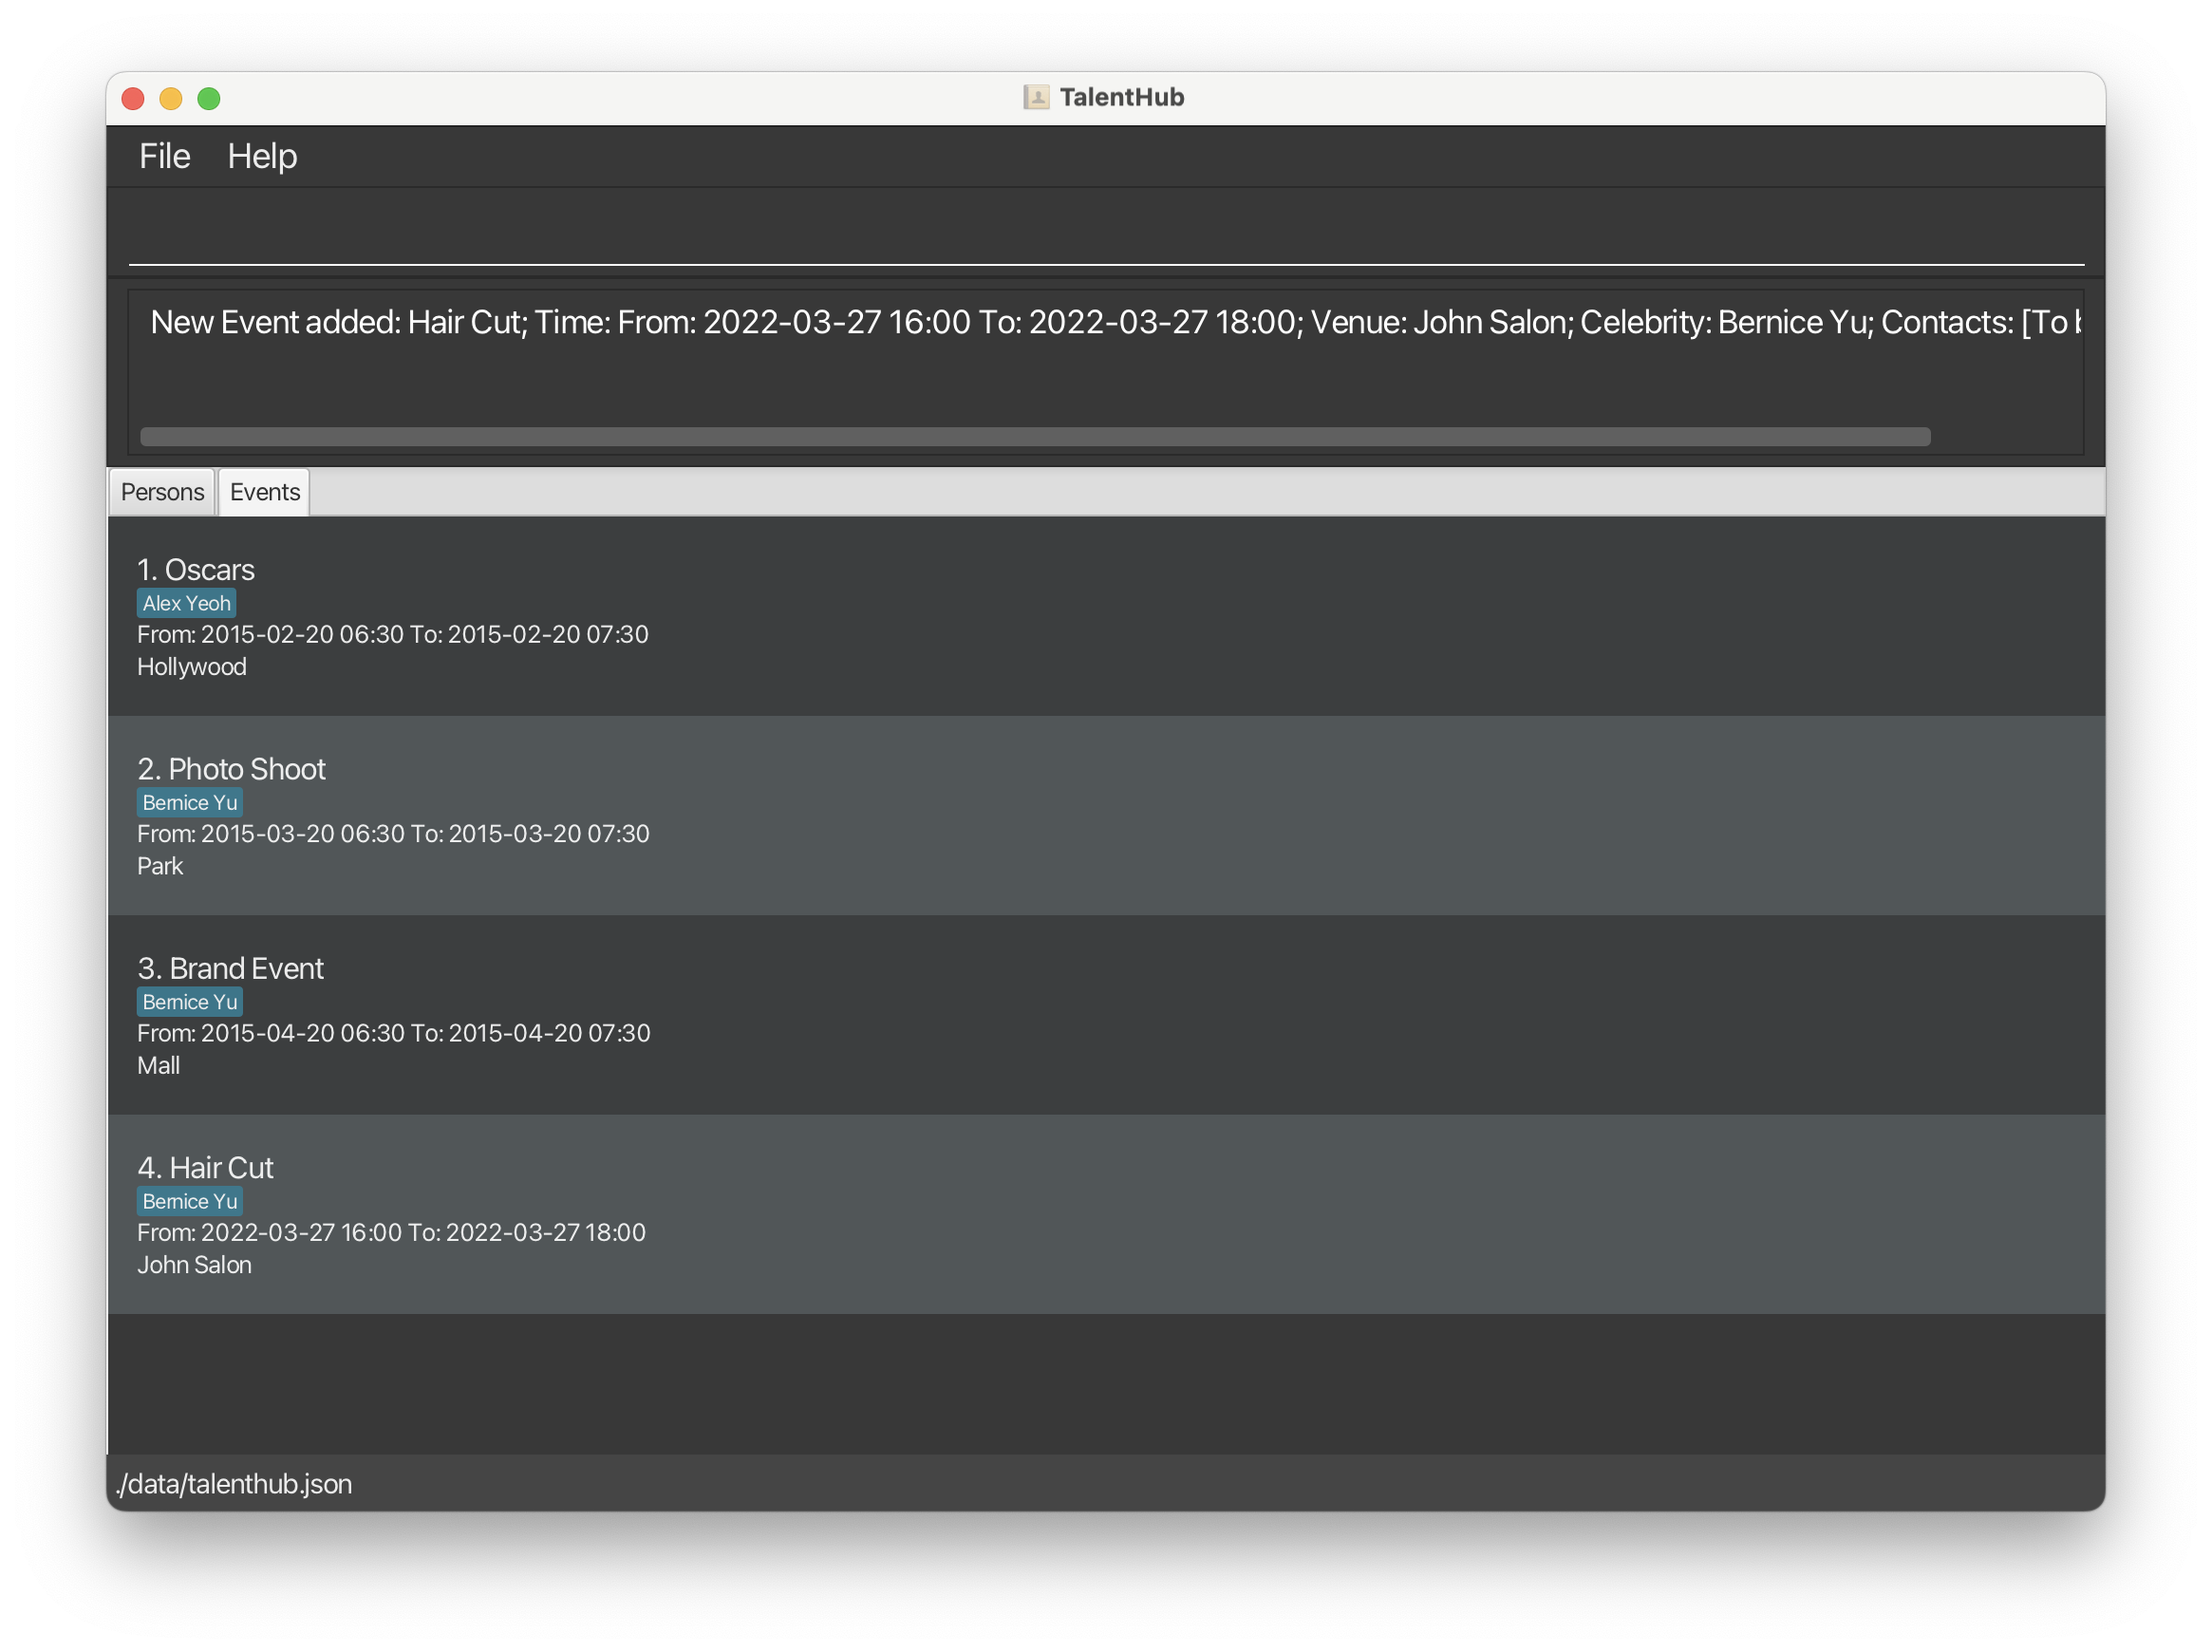 TalentHub
File Help
New Event added: Hair Cut; Time: From: 2022-03-27 16:00 To: 2022-03-27 18:00; Venue: John Salon; Celebrity: Bernice Yu; Contacts: [To
Persons Events
1. Oscars
Alex Yeoh
From: 2015-02-20 06:30 To: 2015-02-20 07:30
Hollywood
2. Photo Shoot
Bernice Yu
From: 2015-03-20 06:30 To: 2015-03-20 07:30
Park
3. Brand Event
Bernice Yu
From: 2015-04-20 06:30 To: 2015-04-20 07:30
Mall
4. Hair Cut
Bernice Yu
From: 2022-03-27 16:00 To: 2022-03-27 18:00
John Salon
./data/talenthub.json